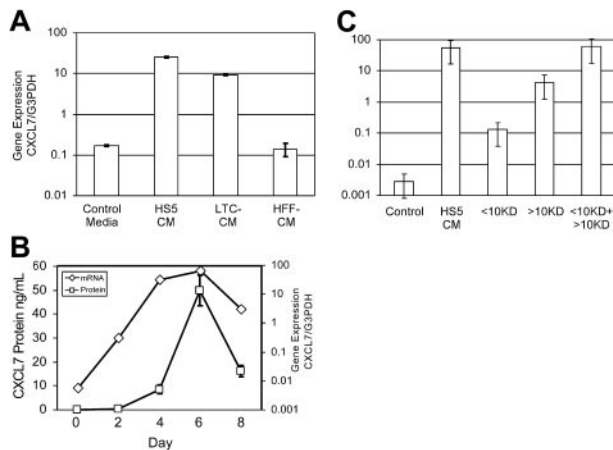 A
Gene Expression
CXCL7/G3PDH
100
10
1
0.1
0.01
Control
Media
HS5
CM
LTC-
CM
HFF-
CM
C
100
10
1
0.1
0.01
0.001
Control
HS5
CM
<10KD
>10KD
<10KD+
>10KD
B
CXCL7 Protein ng/mL
60
50
40
30
20
10
0
mRNA
Protein
100
10
1
0.1
0.01
0.001
Gene Expression
CXCL7/G3PDH
0
2
4
6
8
Day